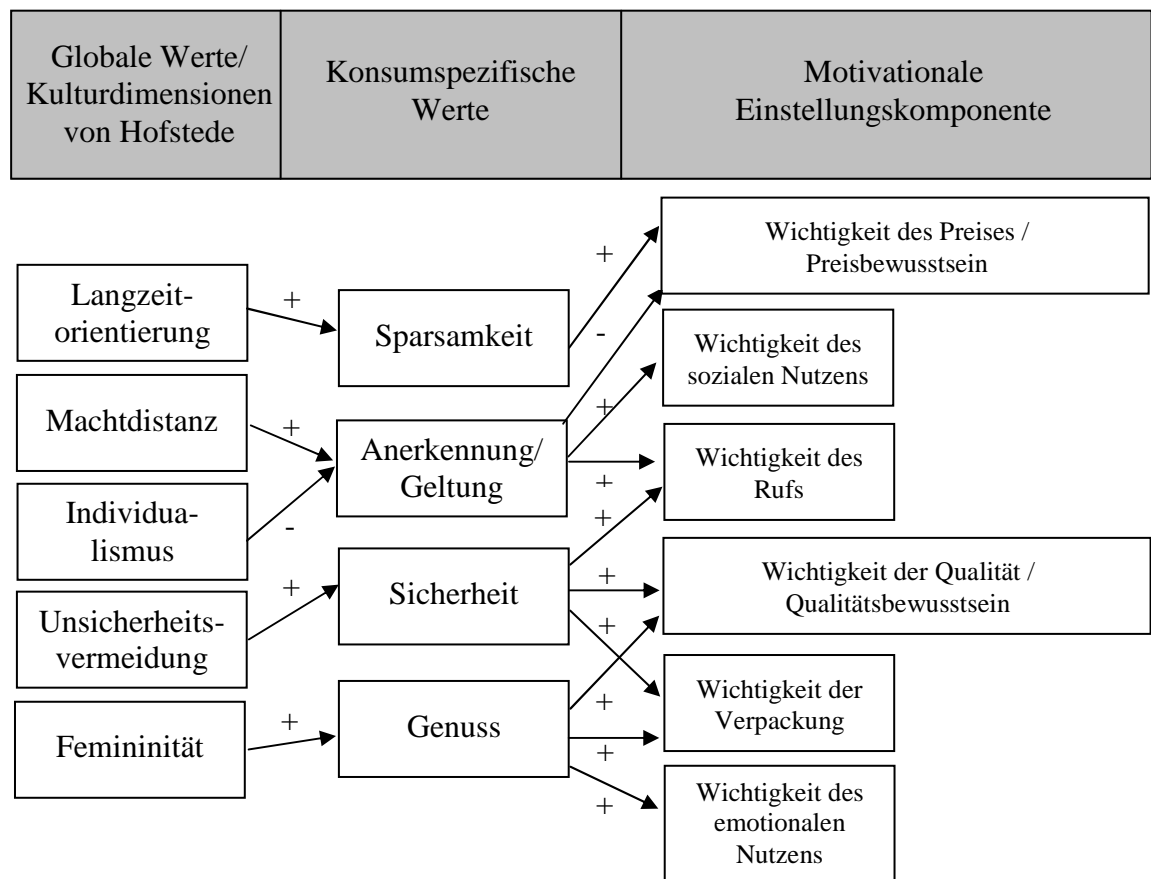 Globale Werte/
Kulturdimensionen
von Hofstede
Konsumspezifische
Werte
Motivationale
Einstellungskomponente
Langzeit-
orientierung
Machtdistanz
Individua-
lismus
Unsicherheits-
vermeidung
Femininität
+
+
-
+
+
Sparsamkeit
Anerkennung/
Geltung
Sicherheit
Genuss
+
-
+
+
+
+
+
+
+
+
Wichtigkeit des Preises /
Preisbewusstsein
Wichtigkeit des
sozialen Nutzens
Wichtigkeit des
Rufs
Wichtigkeit der Qualität /
Qualitätsbewusstsein
Wichtigkeit der
Verpackung
Wichtigkeit des
emotionalen
Nutzens